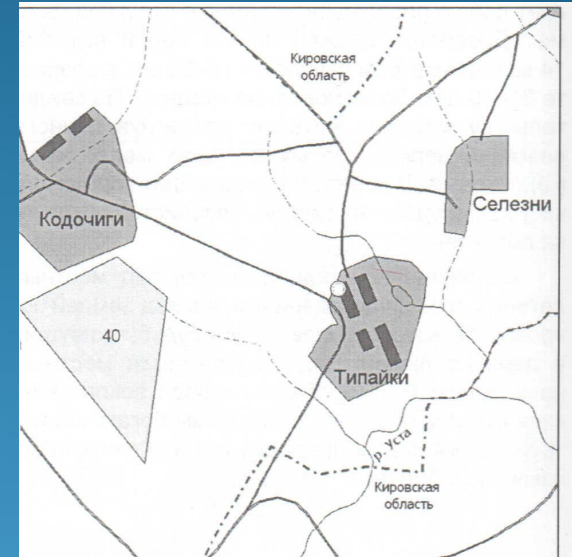 Кировская
область
Селезни
Кодочиги
40
Типайки
р. Уста
Кировская
область